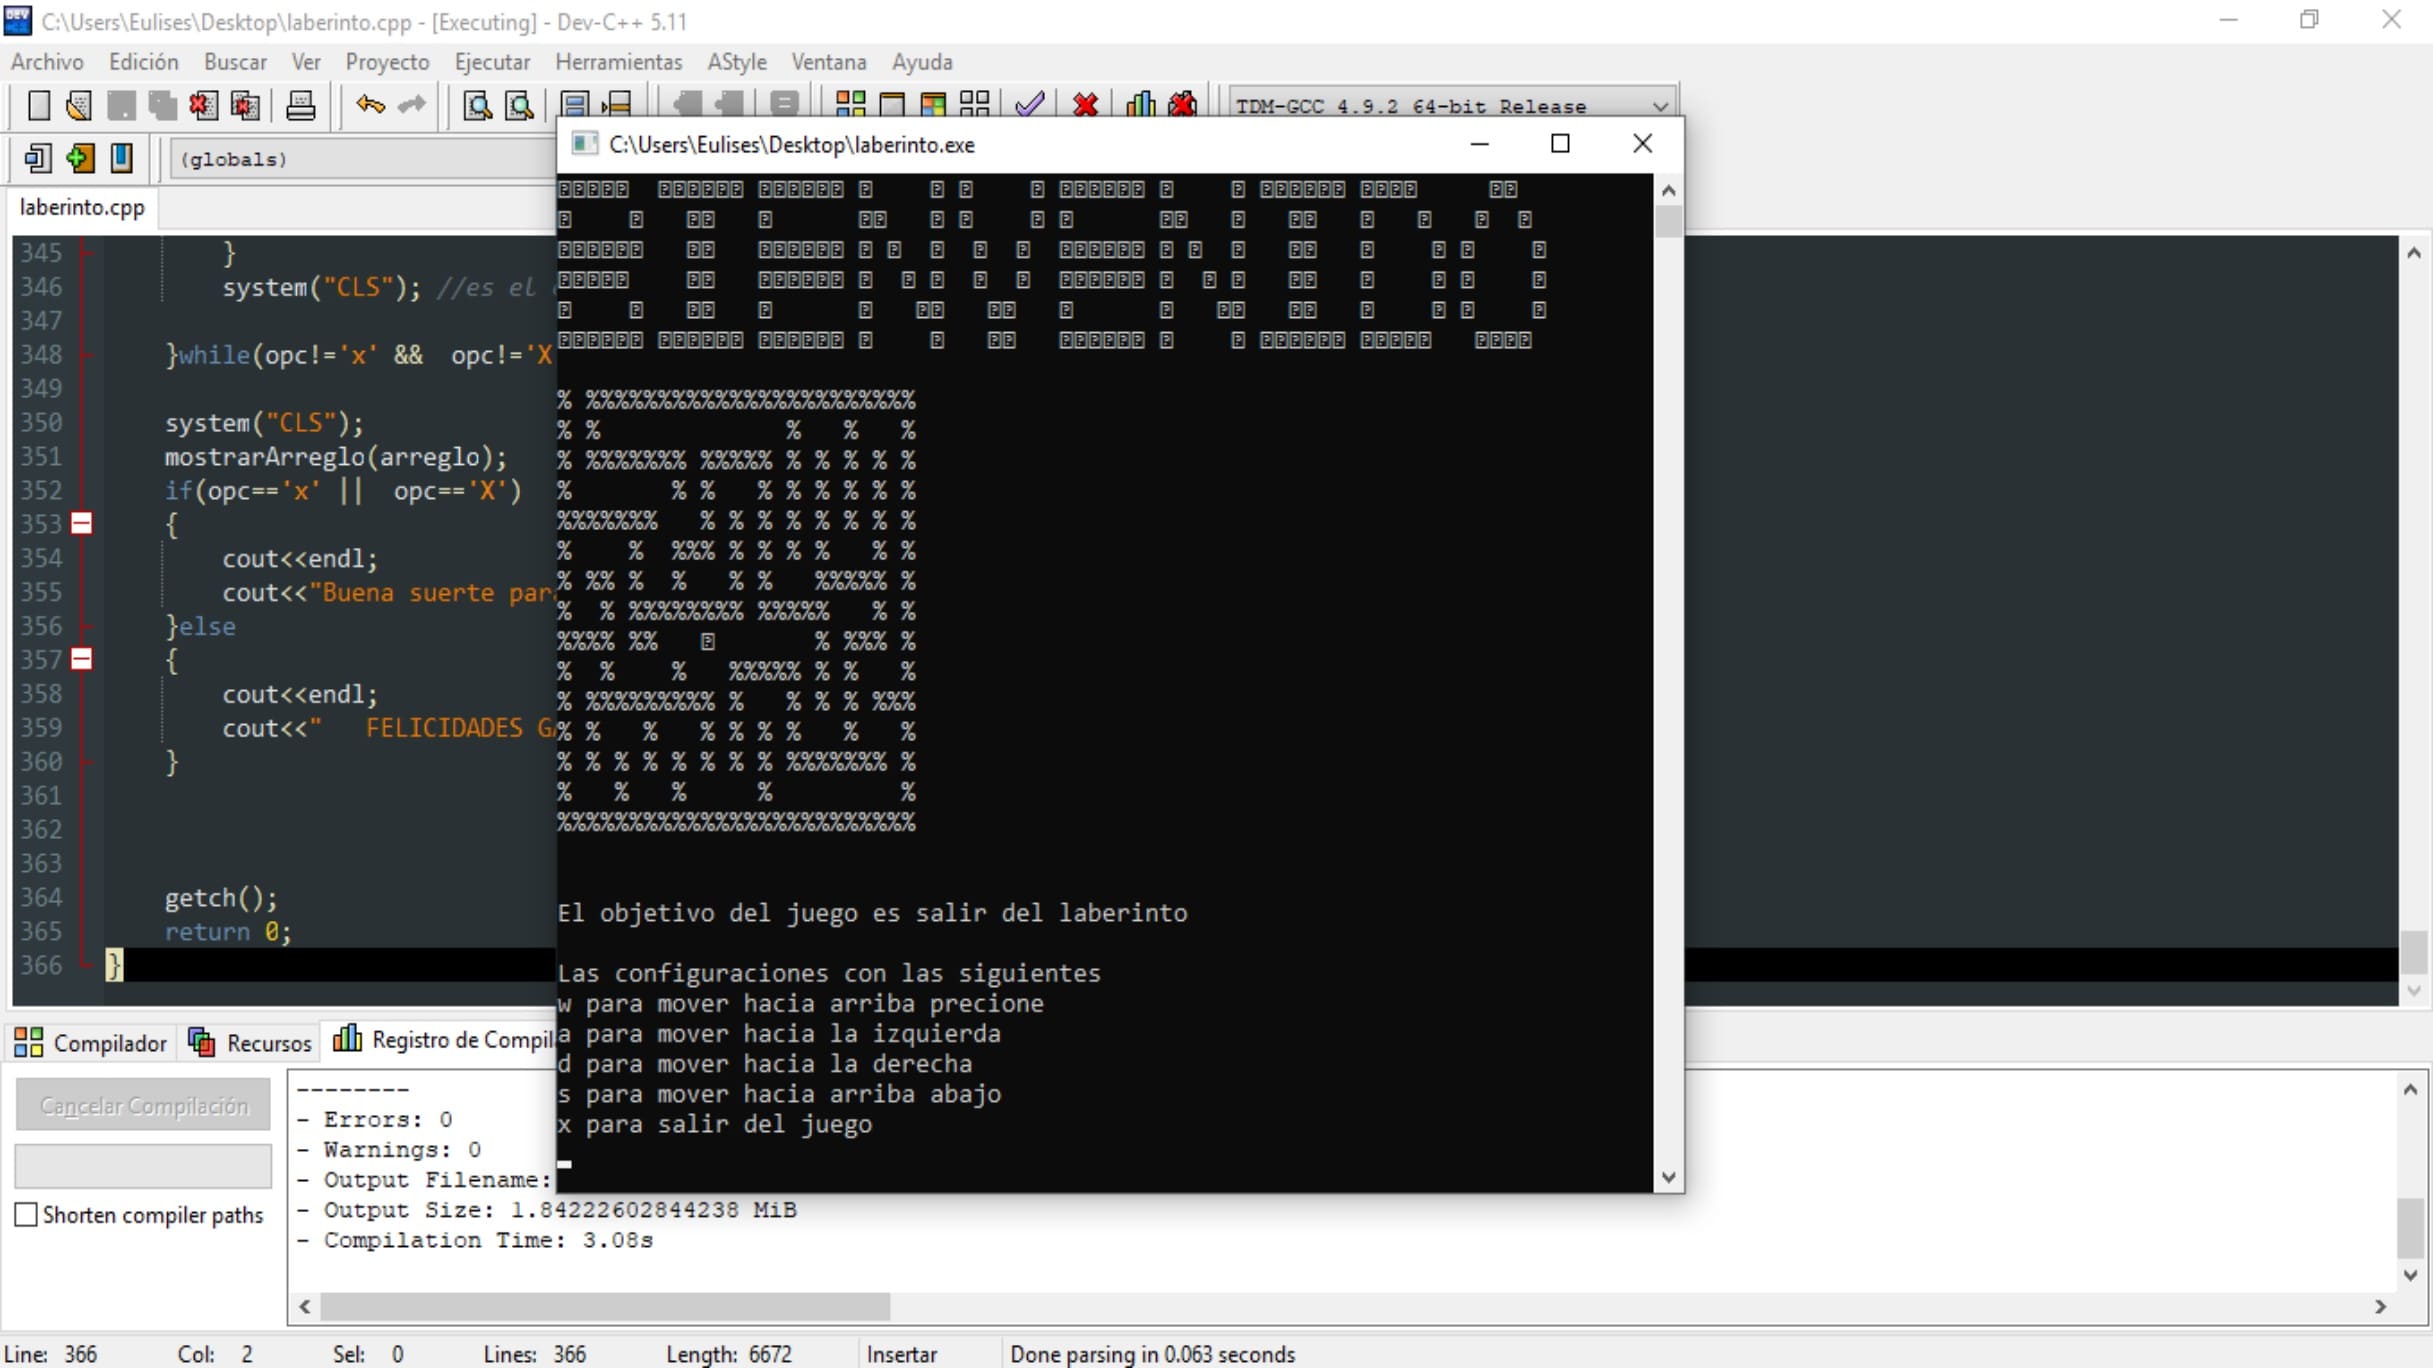 C:\Users\Eulises\Desktop\laberinto.cpp - [Executing] - Dev-C++ 5.11
Archivo Edición Buscar Ver Proyecto Ejecutar Herramientas AStyle Ventana Ayuda
TDM-GCC 4.9.2 64-bit Release
(globals)
laberinto.cpp
345 }
346 system("CLS"); //es el
347
348 }while(opc!='x' && opc!='X
349
350 system("CLS");
351 mostrarArreglo(arreglo);
352 if(opc=='x' || opc=='X')
353 {
354 cout<<endl;
355 cout<<"Buena suerte par
356 }else
357 {
358 cout<<endl;
359 cout<<" FELICIDADES G
360 }
361
362
363
364 getch();
365 return 0;
366 }
C:\Users\Eulises\Desktop\laberinto.exe
% %%%%%%%%%%%%%%%%%%%%%%%
% %             %   %   %
% %%%%%%% %%%%% % % % % %
%       % %   % % % % % %
%%%%%%%   % % % % % % % %
%    %  %%% % % % %   % %
% %% %  %   % %   %%%%% %
%  % %%%%%%%% %%%%%   % %
%%%% %%           % %%% %
%  %    %   %%%%% % %   %
% %%%%%%%%% %   % % % %%%
% %   %   % % % %   %   %
% % % % % % % % %%%%%%% %
%   %   %     %         %
%%%%%%%%%%%%%%%%%%%%%%%%%
El objetivo del juego es salir del laberinto
Las configuraciones con las siguientes
w para mover hacia arriba precione
a para mover hacia la izquierda
d para mover hacia la derecha
s para mover hacia arriba abajo
x para salir del juego
Compilador Recursos Registro de Compil
Cancelar Compilación
Shorten compiler paths
--------
- Errors: 0
- Warnings: 0
- Output Filename:
- Output Size: 1.84222602844238 MiB
- Compilation Time: 3.08s
Line: 366 Col: 2 Sel: 0 Lines: 366 Length: 6672 Insertar Done parsing in 0.063 seconds